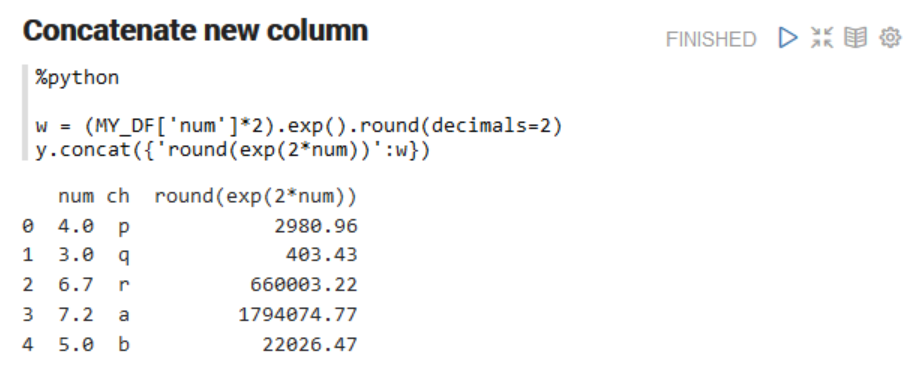 Concatenate new column
FINISHED
%python
w = (MY_DF['num']*2).exp().round(decimals=2)
y.concat({'round(exp(2*num))':w})
num ch round(exp(2*num))
0 4.0 p 2980.96
1 3.0 q 403.43
2 6.7 r 660003.22
3 7.2 a 1794074.77
4 5.0 b 22026.47